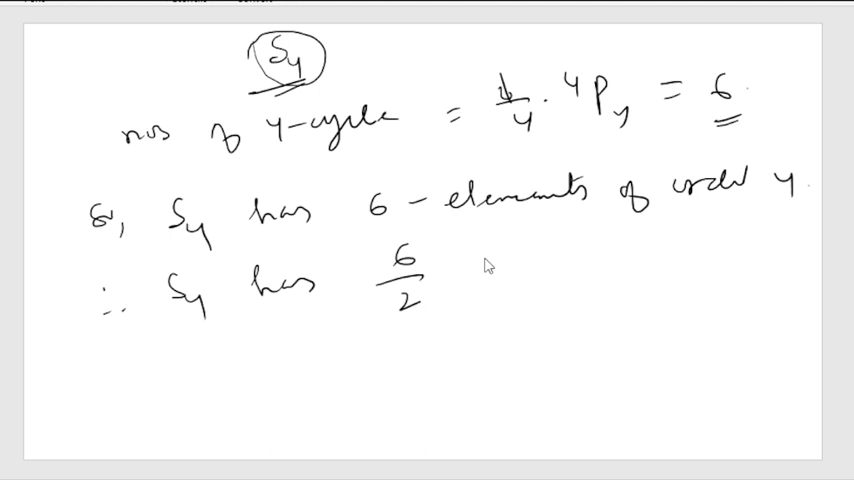 S₄
nos of 4-cycle = 1/4 · ⁴P₄ = 6
So, S₄ has 6 - elements of order 4.
∴ S₄ has 6/2